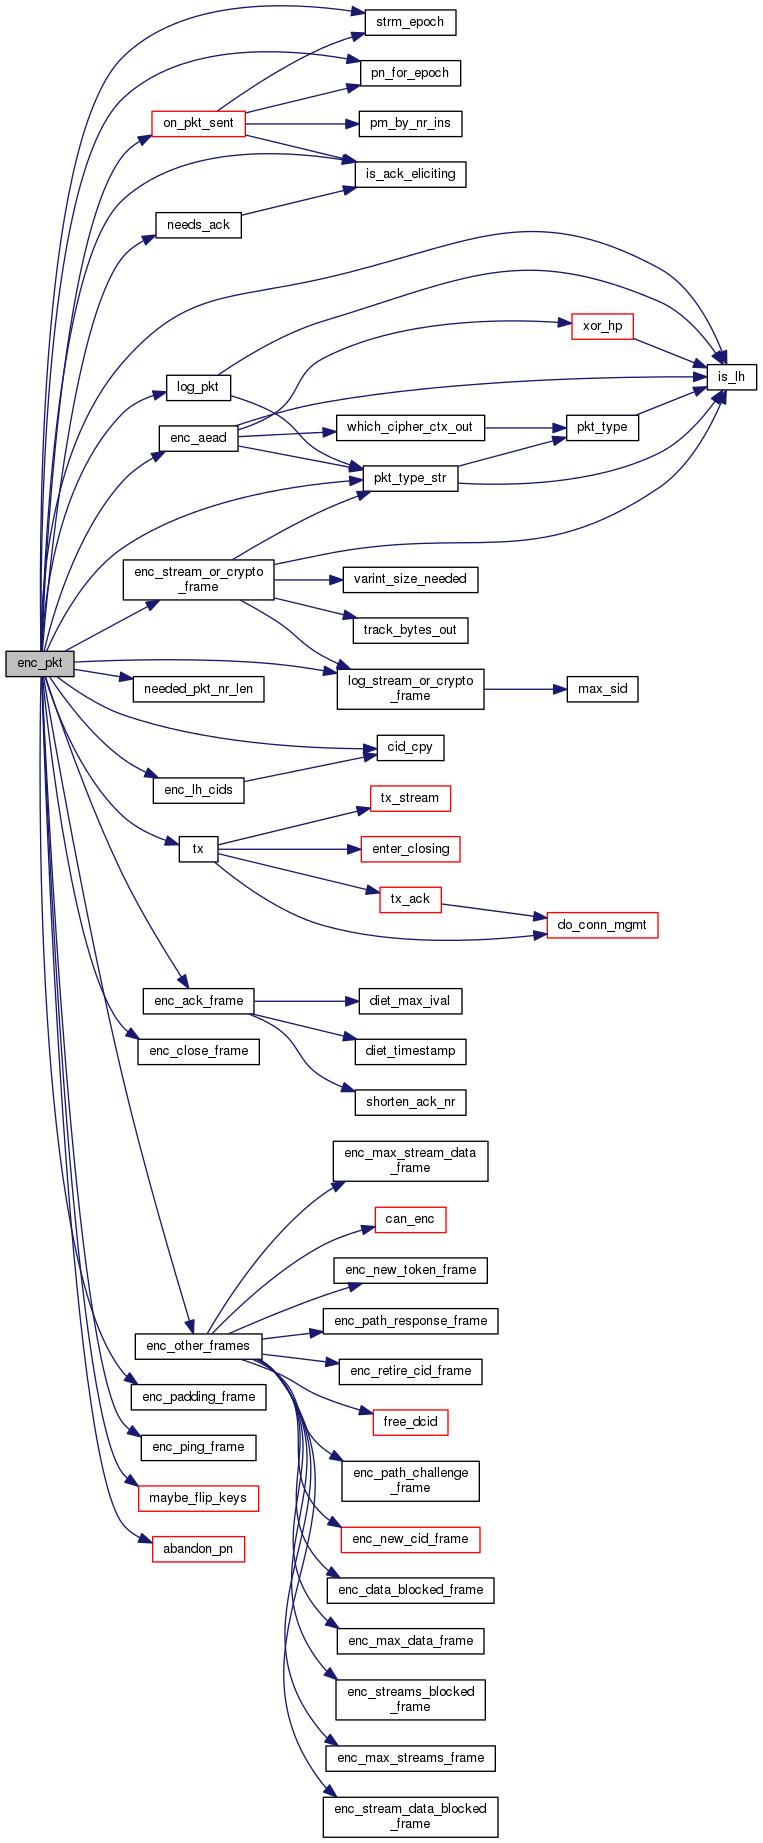 strm_epoch
pn_for_epoch
on_pkt_sent
pm_by_nr_ins
is_ack_eliciting
needs_ack
xor_hp
is_lh
log_pkt
which_cipher_ctx_out
pkt_type
enc_aead
pkt_type_str
enc_stream_or_crypto
_frame
varint_size_needed
track_bytes_out
enc_pkt
needed_pkt_nr_len
log_stream_or_crypto
_frame
max_sid
cid_cpy
enc_lh_cids
tx_stream
tx
enter_closing
tx_ack
do_conn_mgmt
enc_ack_frame
diet_max_ival
enc_close_frame
diet_timestamp
shorten_ack_nr
enc_max_stream_data
_frame
can_enc
enc_new_token_frame
enc_path_response_frame
enc_other_frames
enc_retire_cid_frame
enc_padding_frame
free_dcid
enc_ping_frame
enc_path_challenge
_frame
maybe_flip_keys
enc_new_cid_frame
abandon_pn
enc_data_blocked_frame
enc_max_data_frame
enc_streams_blocked
_frame
enc_max_streams_frame
enc_stream_data_blocked
_frame